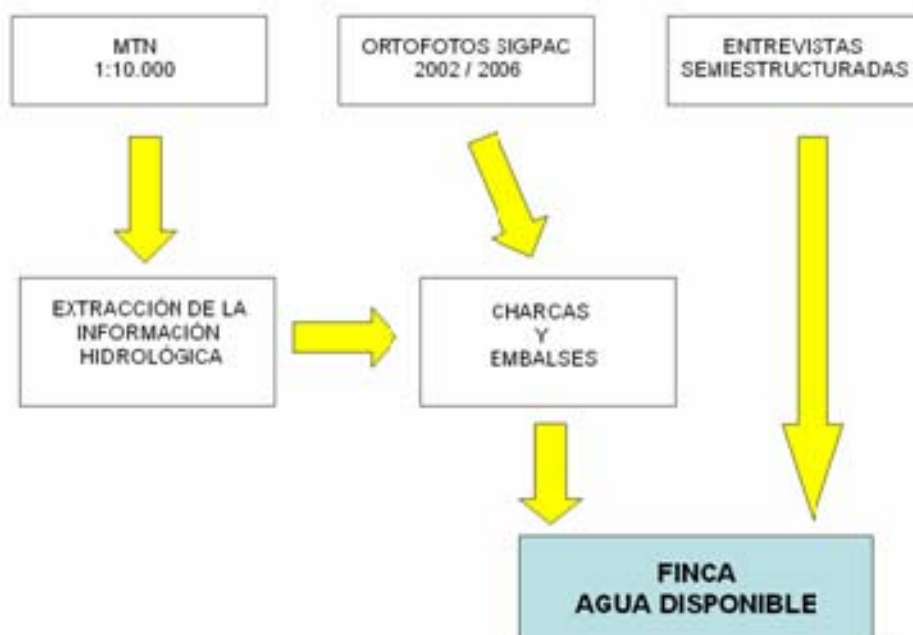 MTN
1:10.000
ORTOFOTOS SIGPAC
2002 / 2006
ENTREVISTAS
SEMIESTRUCTURADAS
EXTRACCIÓN DE LA
INFORMACIÓN
HIDROLÓGICA
CHARCAS
Y
EMBALSES
FINCA
AGUA DISPONIBLE